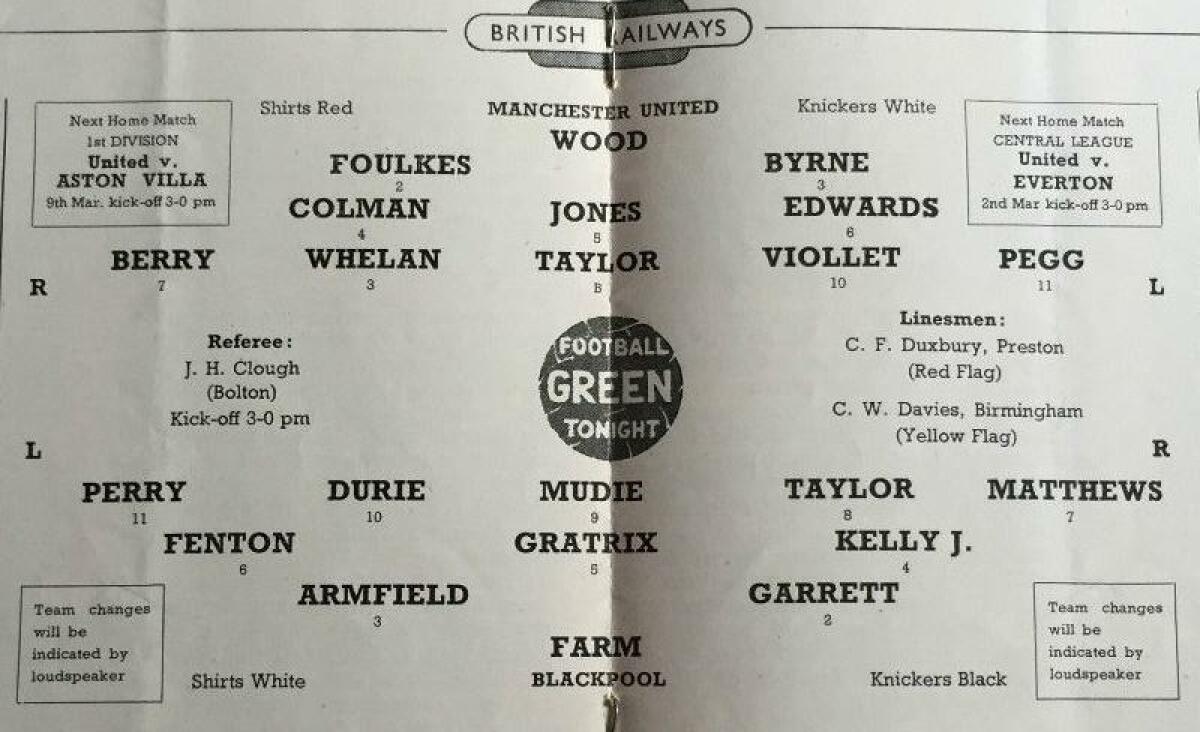 BRITISH RAILWAYS
Next Home Match
1st DIVISION
United v.
ASTON VILLA
9th Mar. kick-off 3-0 pm
Shirts Red
MANCHESTER UNITED
Knickers White
Next Home Match
CENTRAL LEAGUE
United v.
EVERTON
2nd Mar kick-off 3-0 pm
WOOD
FOULKES BYRNE
2 3
COLMAN JONES EDWARDS
4 5 6
BERRY WHELAN TAYLOR VIOLLET PEGG
7 3 B 10 11
R L
Referee:
J. H. Clough
(Bolton)
Kick-off 3-0 pm
FOOTBALL
GREEN
TONIGHT
Linesmen:
C. F. Duxbury, Preston
(Red Flag)
C. W. Davies, Birmingham
(Yellow Flag)
L R
PERRY DURIE MUDIE TAYLOR MATTHEWS
11 10 9 8 7
FENTON GRATRIX KELLY J.
6 5 4
ARMFIELD GARRETT
3 2
FARM
Team changes
will be
indicated by
loudspeaker
Shirts White
BLACKPOOL
Knickers Black
Team changes
will be
indicated by
loudspeaker